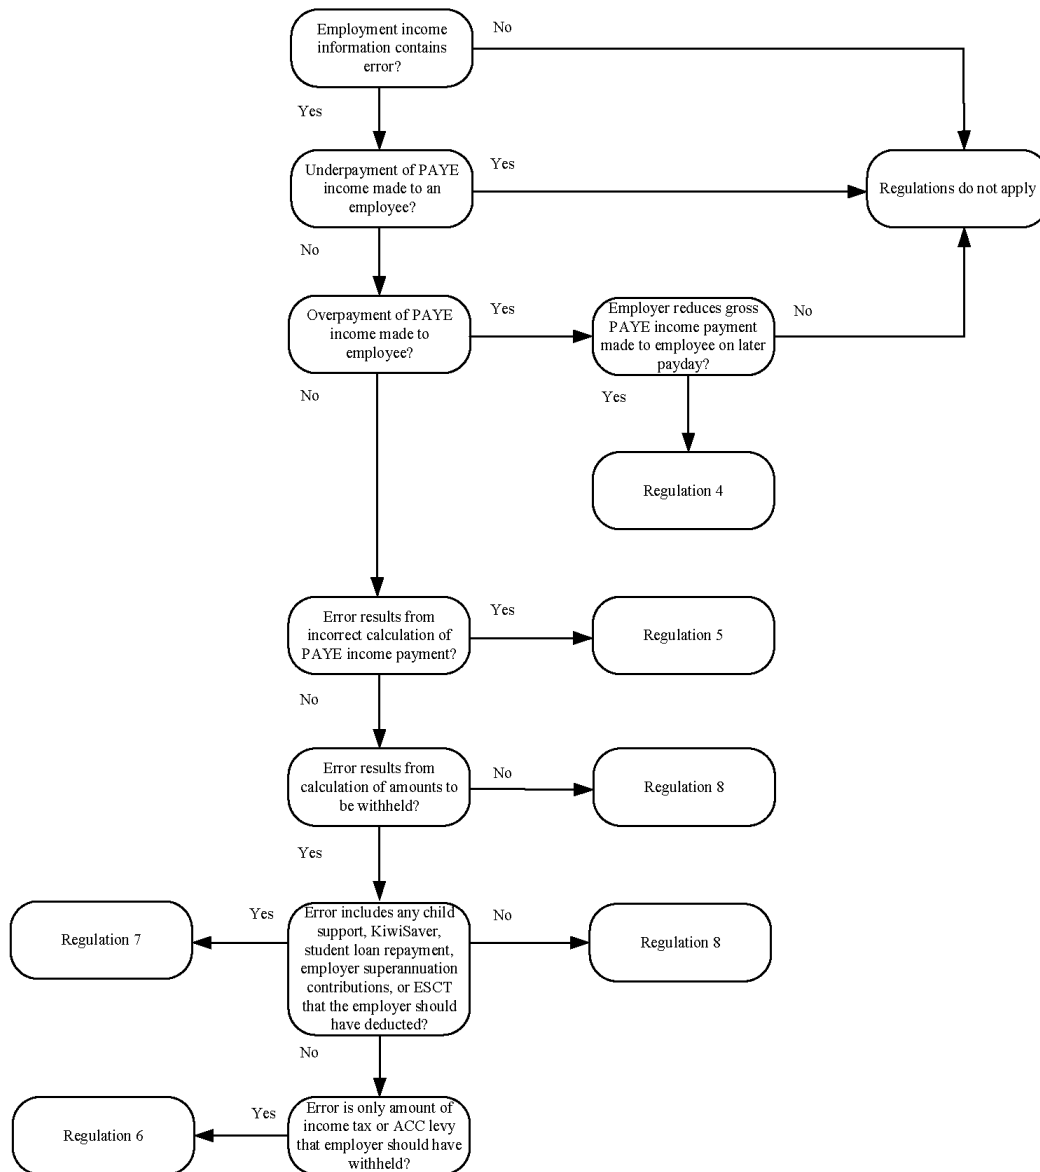 Employment income
information contains
error?
No
Yes
Underpayment of PAYE
income made to an
employee?
Yes
Regulations do not apply
No
Overpayment of PAYE
income made to
employee?
Yes
Employer reduces gross
PAYE income payment
made to employee on later
payday?
No
No
Yes
Regulation 4
Error results from
incorrect calculation of
PAYE income payment?
Yes
Regulation 5
No
Error results from
calculation of amounts to
be withheld?
No
Regulation 8
Yes
Regulation 7
Yes
Error includes any child
support, KiwiSaver,
student loan repayment,
employer superannuation
contributions, or ESCT
that the employer should
have deducted?
No
Regulation 8
No
Regulation 6
Yes
Error is only amount of
income tax or ACC levy
that employer should have
withheld?